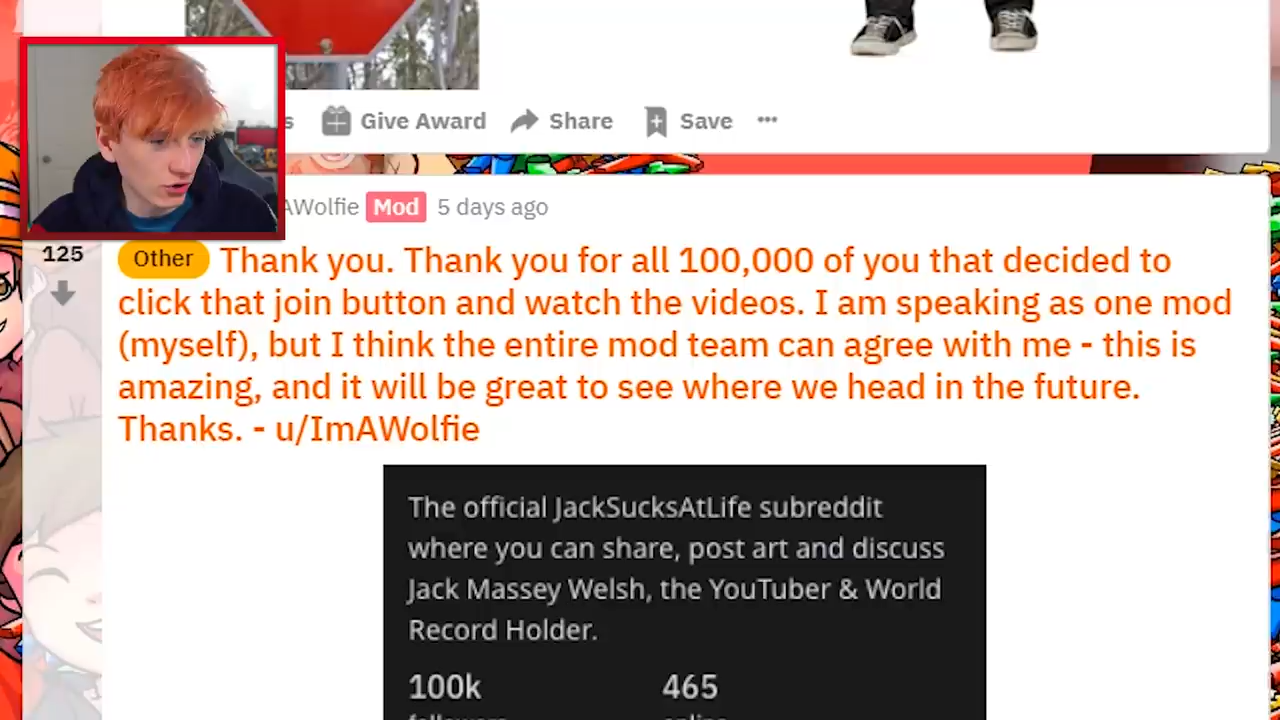 Give Award Share Save
AWolfie Mod 5 days ago
125
Other Thank you. Thank you for all 100,000 of you that decided to
click that join button and watch the videos. I am speaking as one mod
(myself), but I think the entire mod team can agree with me - this is
amazing, and it will be great to see where we head in the future.
Thanks. - u/ImAWolfie
The official JackSucksAtLife subreddit
where you can share, post art and discuss
Jack Massey Welsh, the YouTuber & World
Record Holder.
100k 465